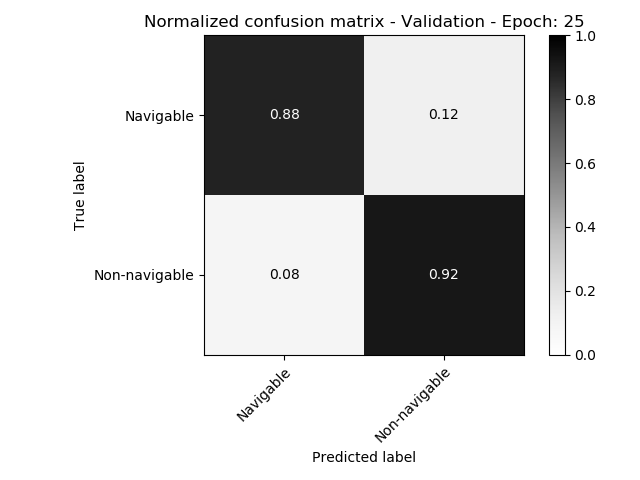 Normalized confusion matrix - Validation - Epoch: 25
1.0
0.8
0.6
0.4
0.2
0.0
True label
Navigable
0.88
0.12
Non-navigable
0.08
0.92
Navigable
Non-navigable
Predicted label